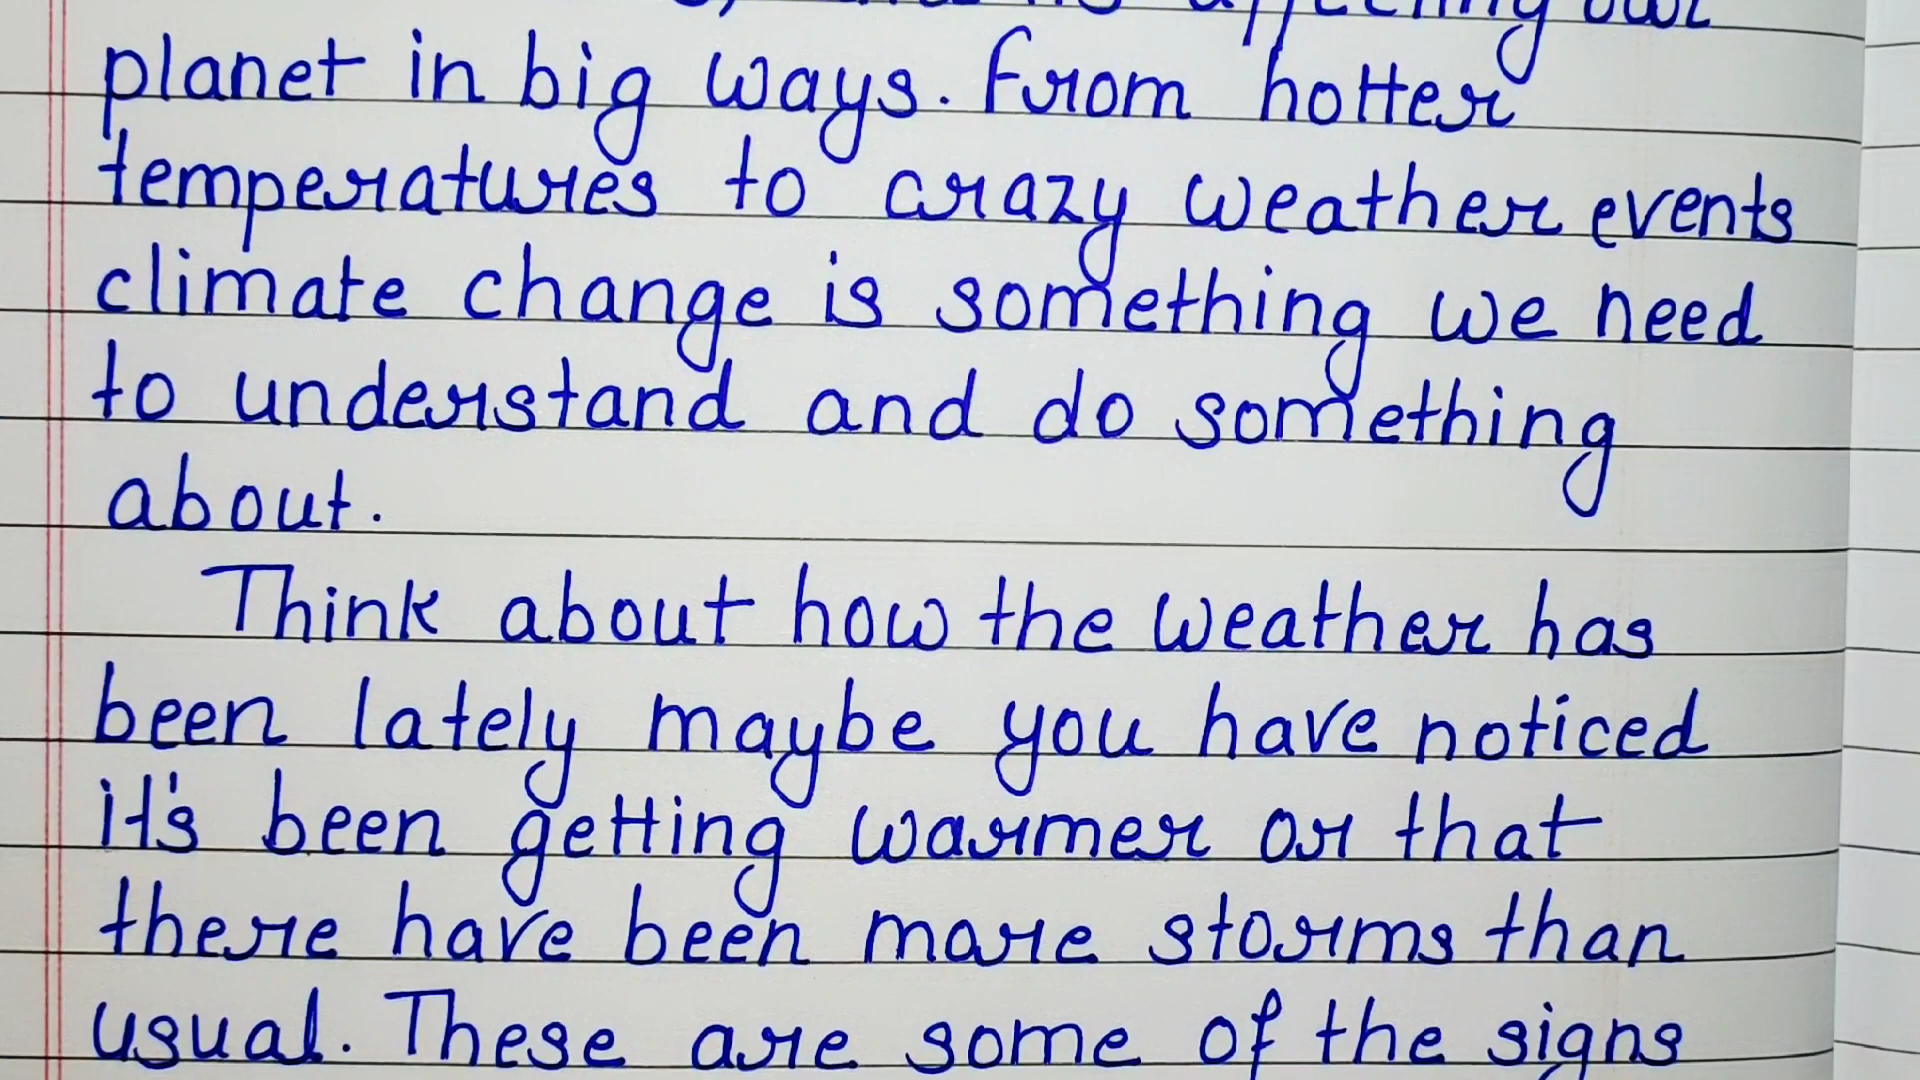 affecting our
planet in big ways. From hotter
temperatures to crazy weather events
climate change is something we need
to understand and do something
about.
Think about how the weather has
been lately maybe you have noticed
it's been getting warmer or that
there have been more storms than
usual. These are some of the signs